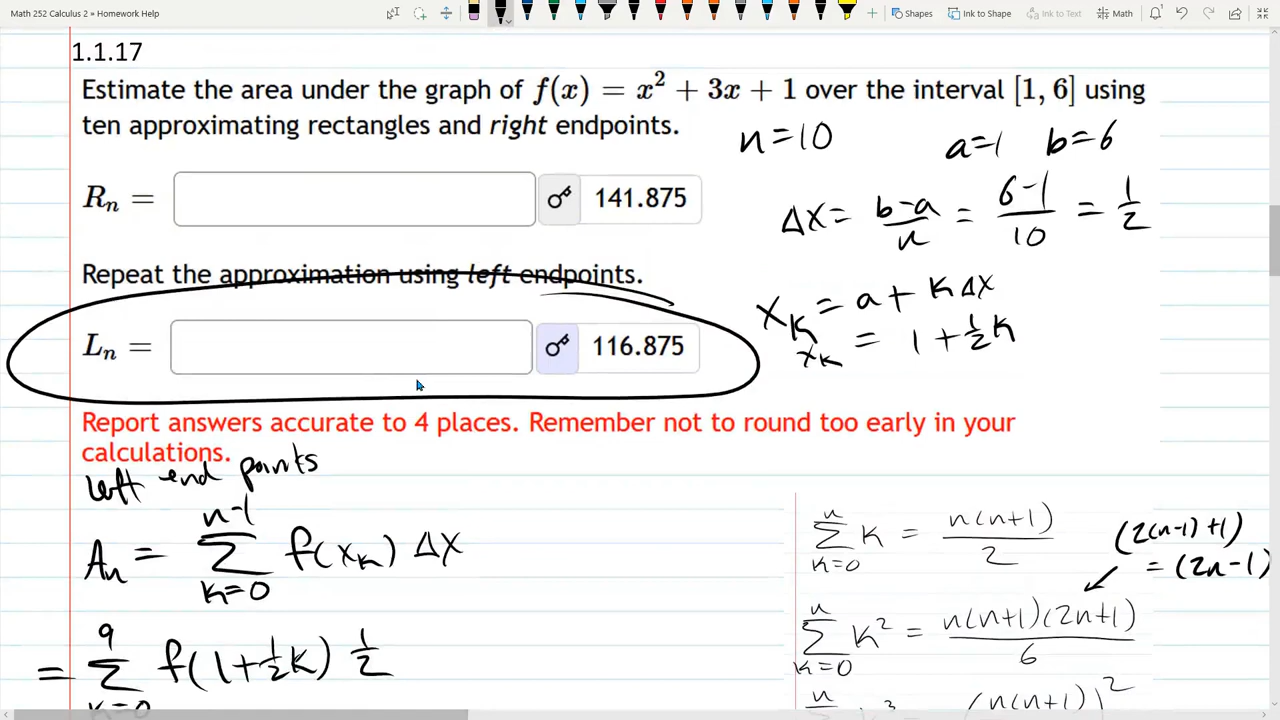 Math 252 Calculus 2 » Homework Help
Shapes Ink to Shape Ink to Text Math
1.1.17
Estimate the area under the graph of f(x) = x² + 3x + 1 over the interval [1, 6] using
ten approximating rectangles and right endpoints.
n=10 a=1 b=6
Rₙ = 141.875
Δx = (b-a)/n = (6-1)/10 = 1/2
Repeat the approximation using left endpoints.
x_k = a + kΔx
Lₙ = 116.875
x_k = 1 + 1/2 k
Report answers accurate to 4 places. Remember not to round too early in your
calculations.
left end points
Aₙ = Σ_{k=0}^{n-1} f(x_k) Δx
= Σ_{k=0}^{9} f(1+1/2 k) 1/2
Σ_{k=0}^{n} k = n(n+1)/2
(2(n-1)+1)
= (2n-1)
Σ_{k=0}^{n} k² = n(n+1)(2n+1)/6